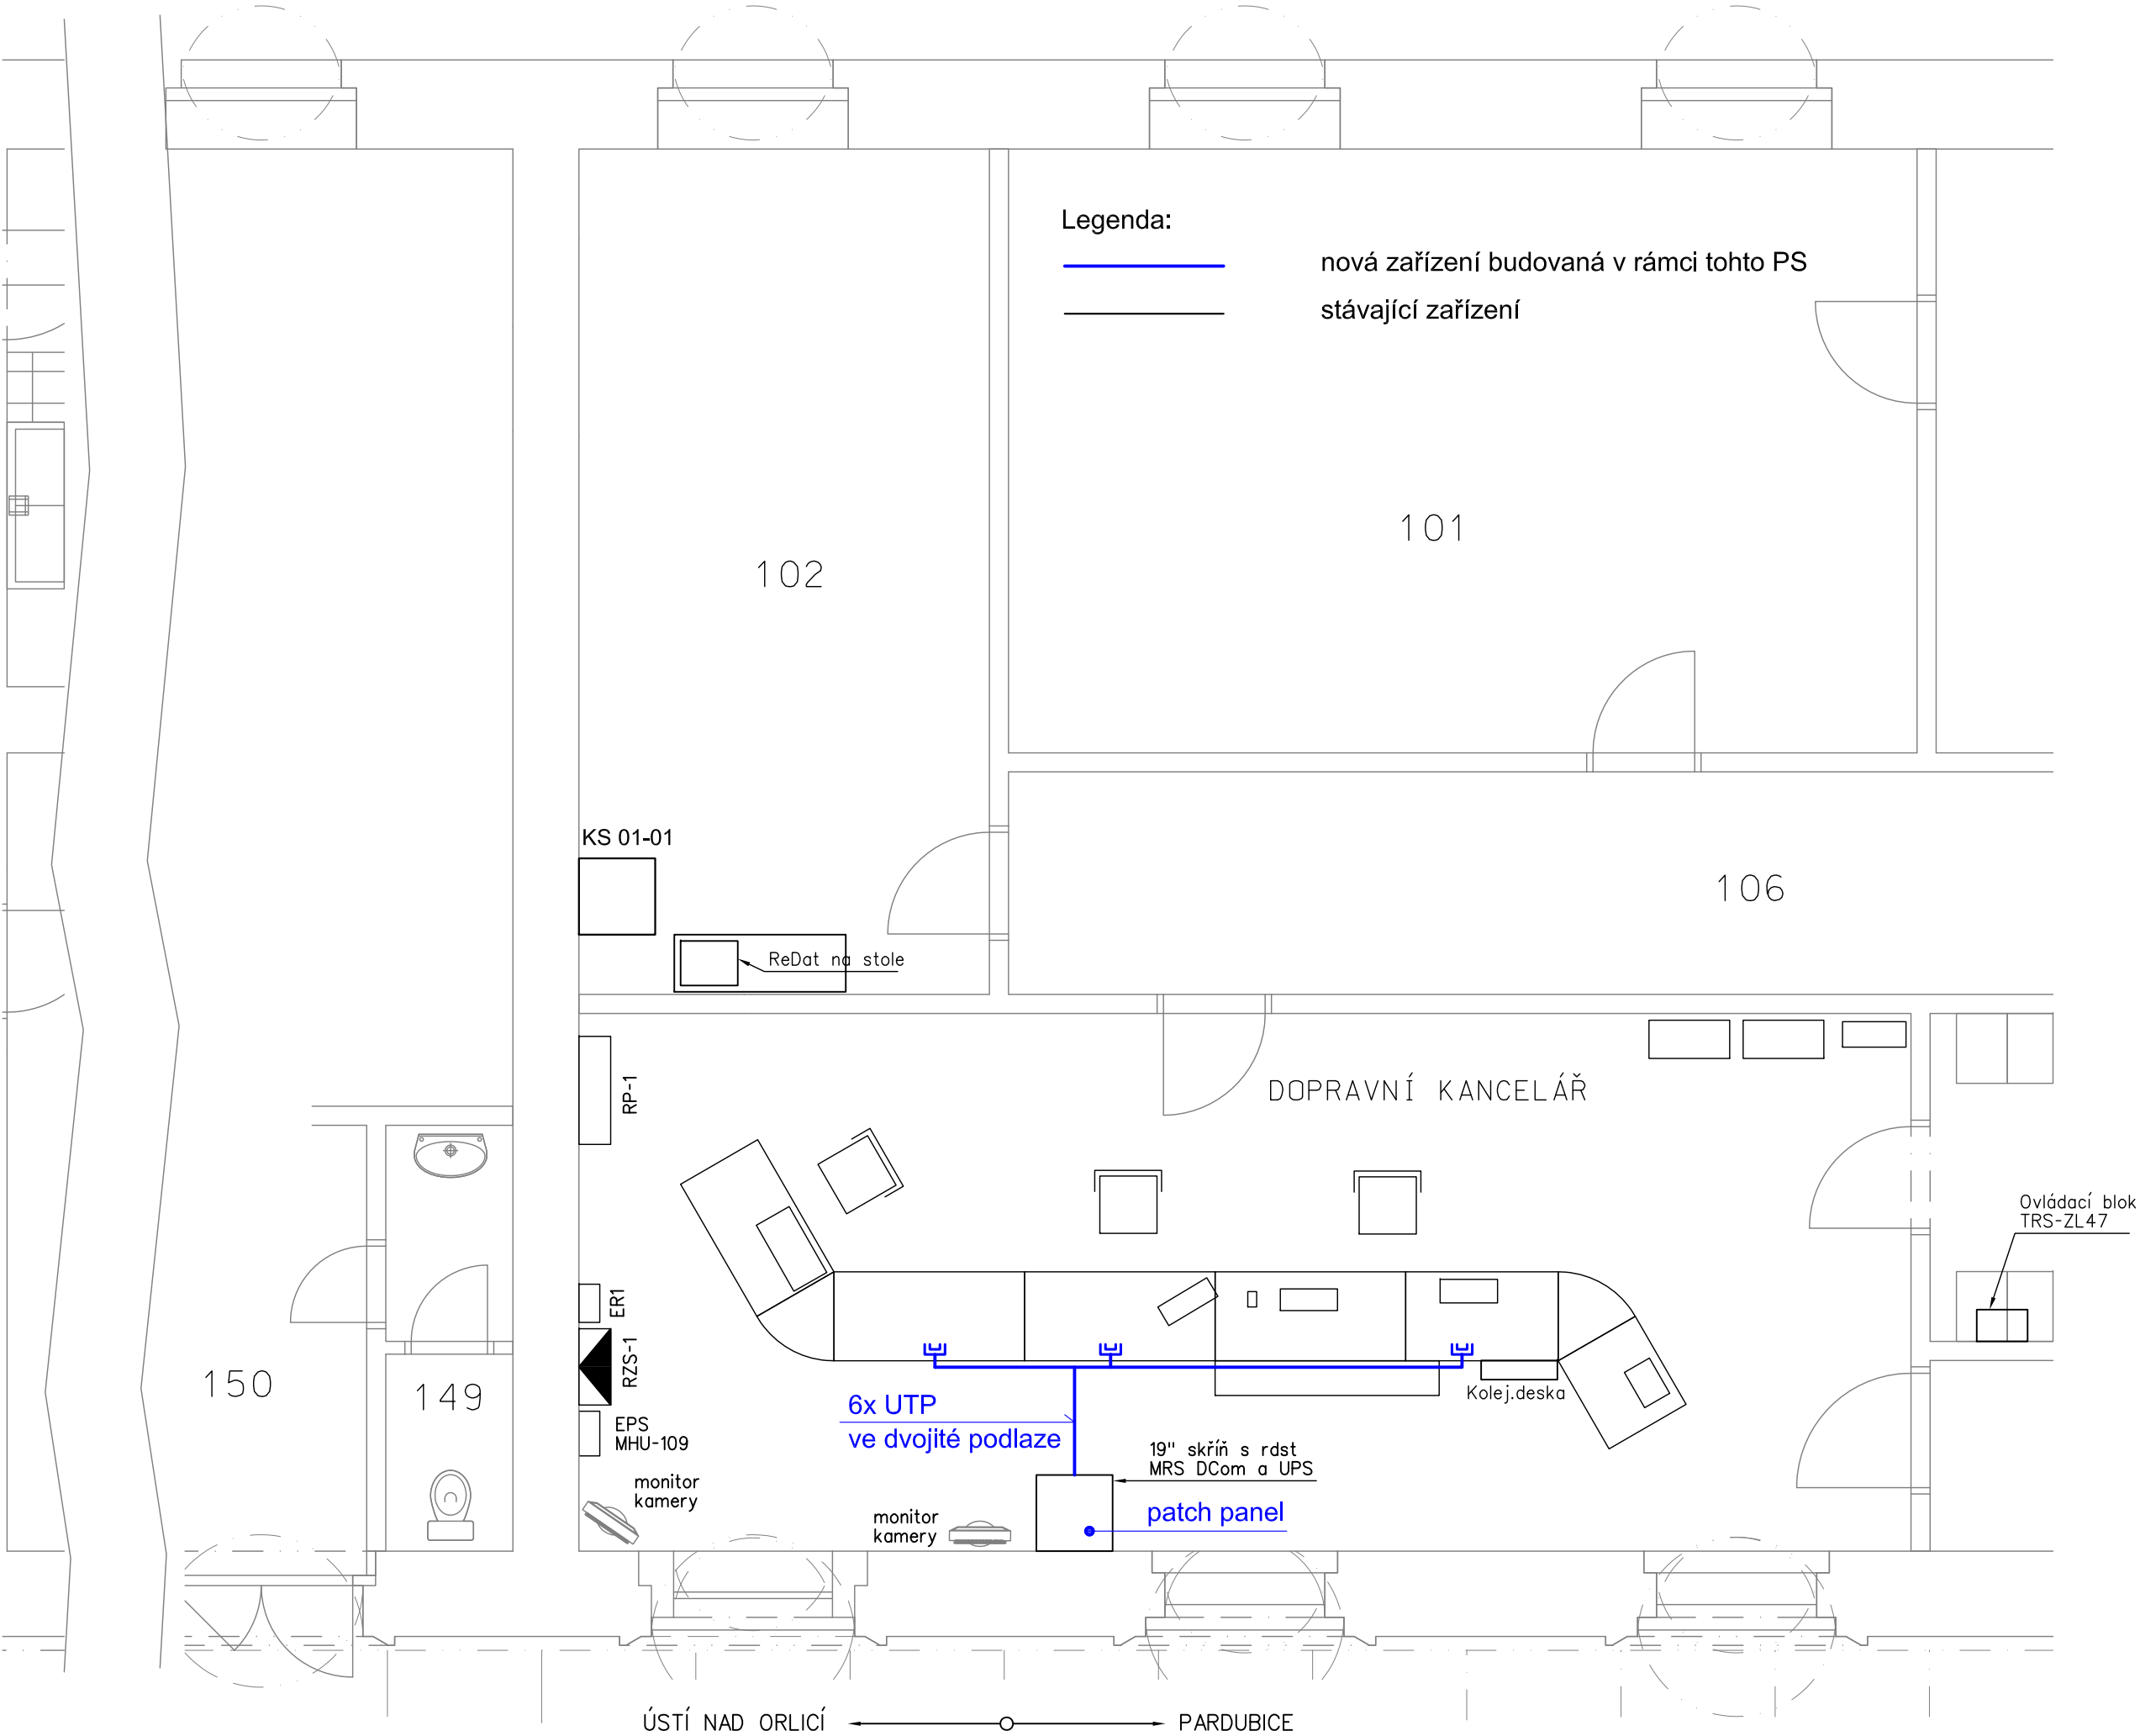 Legenda:
nová zařízení budovaná v rámci tohto PS
stávající zařízení
101
102
106
KS 01-01
ReDat na stole
RP-1
DOPRAVNÍ KANCELÁŘ
Ovládací blok
TRS-ZL47
ER1
RZS-1
150
149
EPS
MHU-109
6x UTP
ve dvojité podlaze
Kolej.deska
19" skříň s rdst
MRS DCom a UPS
patch panel
monitor
kamery
monitor
kamery
ÚSTÍ NAD ORLICÍ
PARDUBICE